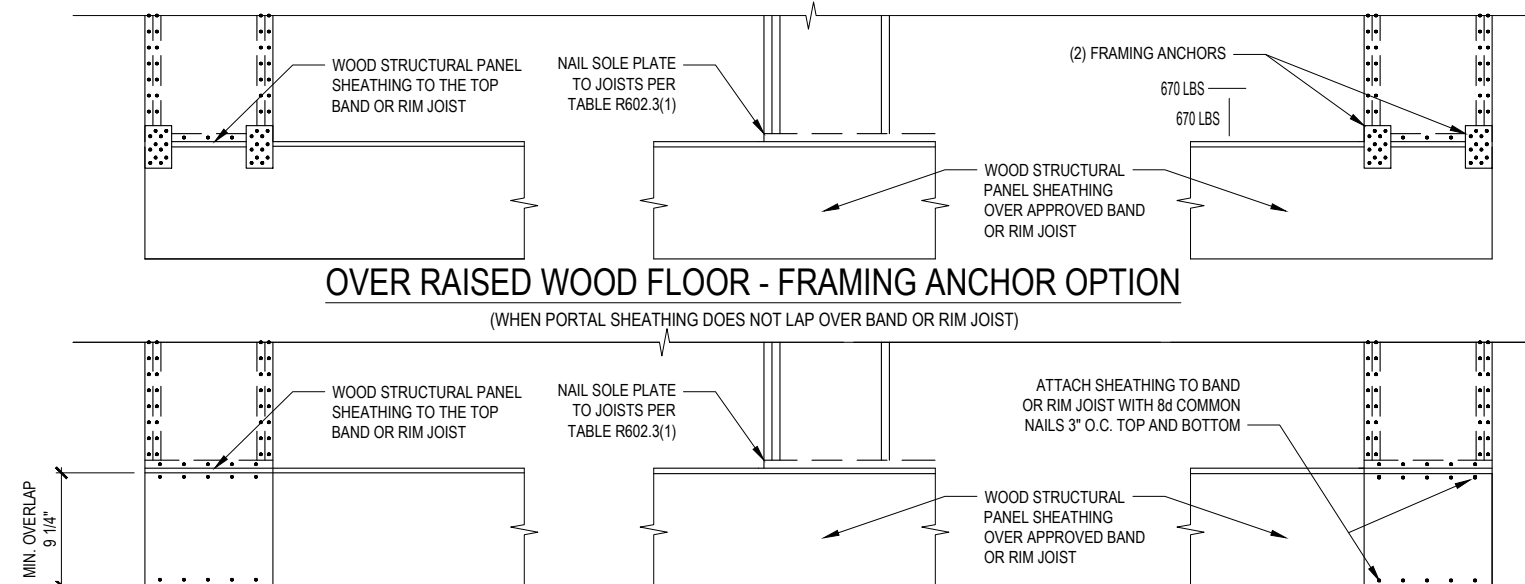 WOOD STRUCTURAL PANEL
SHEATHING TO THE TOP
BAND OR RIM JOIST
NAIL SOLE PLATE
TO JOISTS PER
TABLE R602.3(1)
(2) FRAMING ANCHORS
670 LBS
670 LBS
WOOD STRUCTURAL
PANEL SHEATHING
OVER APPROVED BAND
OR RIM JOIST
OVER RAISED WOOD FLOOR - FRAMING ANCHOR OPTION
(WHEN PORTAL SHEATHING DOES NOT LAP OVER BAND OR RIM JOIST)
WOOD STRUCTURAL PANEL
SHEATHING TO THE TOP
BAND OR RIM JOIST
NAIL SOLE PLATE
TO JOISTS PER
TABLE R602.3(1)
ATTACH SHEATHING TO BAND
OR RIM JOIST WITH 8d COMMON
NAILS 3" O.C. TOP AND BOTTOM
WOOD STRUCTURAL
PANEL SHEATHING
OVER APPROVED BAND
OR RIM JOIST
MIN. OVERLAP
9 1/4"